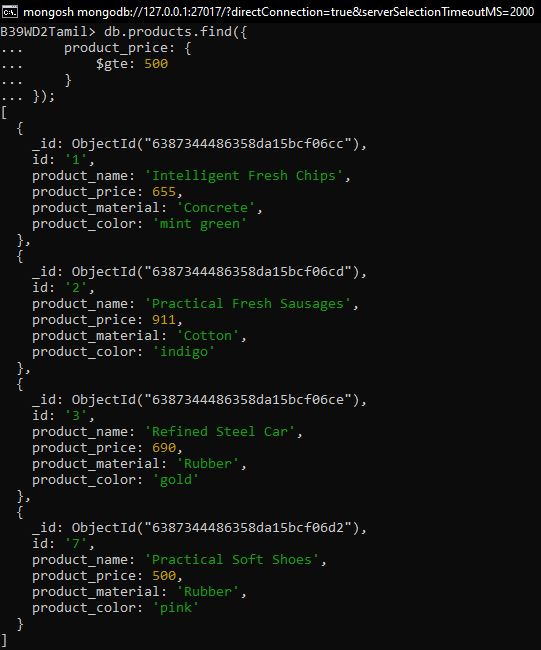 mongosh mongodb://127.0.0.1:27017/?directConnection=true&serverSelectionTimeoutMS=2000
B39WD2Tamil> db.products.find({
...     product_price: {
...         $gte: 500
...     }
... });
[
  {
    _id: ObjectId("6387344486358da15bcf06cc"),
    id: '1',
    product_name: 'Intelligent Fresh Chips',
    product_price: 655,
    product_material: 'Concrete',
    product_color: 'mint green'
  },
  {
    _id: ObjectId("6387344486358da15bcf06cd"),
    id: '2',
    product_name: 'Practical Fresh Sausages',
    product_price: 911,
    product_material: 'Cotton',
    product_color: 'indigo'
  },
  {
    _id: ObjectId("6387344486358da15bcf06ce"),
    id: '3',
    product_name: 'Refined Steel Car',
    product_price: 690,
    product_material: 'Rubber',
    product_color: 'gold'
  },
  {
    _id: ObjectId("6387344486358da15bcf06d2"),
    id: '7',
    product_name: 'Practical Soft Shoes',
    product_price: 500,
    product_material: 'Rubber',
    product_color: 'pink'
  }
]